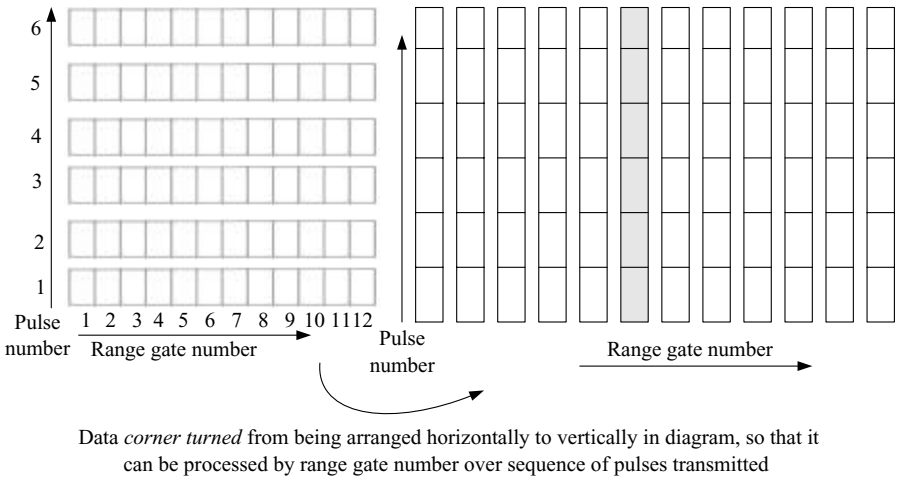 6
5
4
3
2
1
Pulse
number
1 2 3 4 5 6 7 8 9 10 11 12
Range gate number
Pulse
number
Range gate number
Data corner turned from being arranged horizontally to vertically in diagram, so that it
can be processed by range gate number over sequence of pulses transmitted